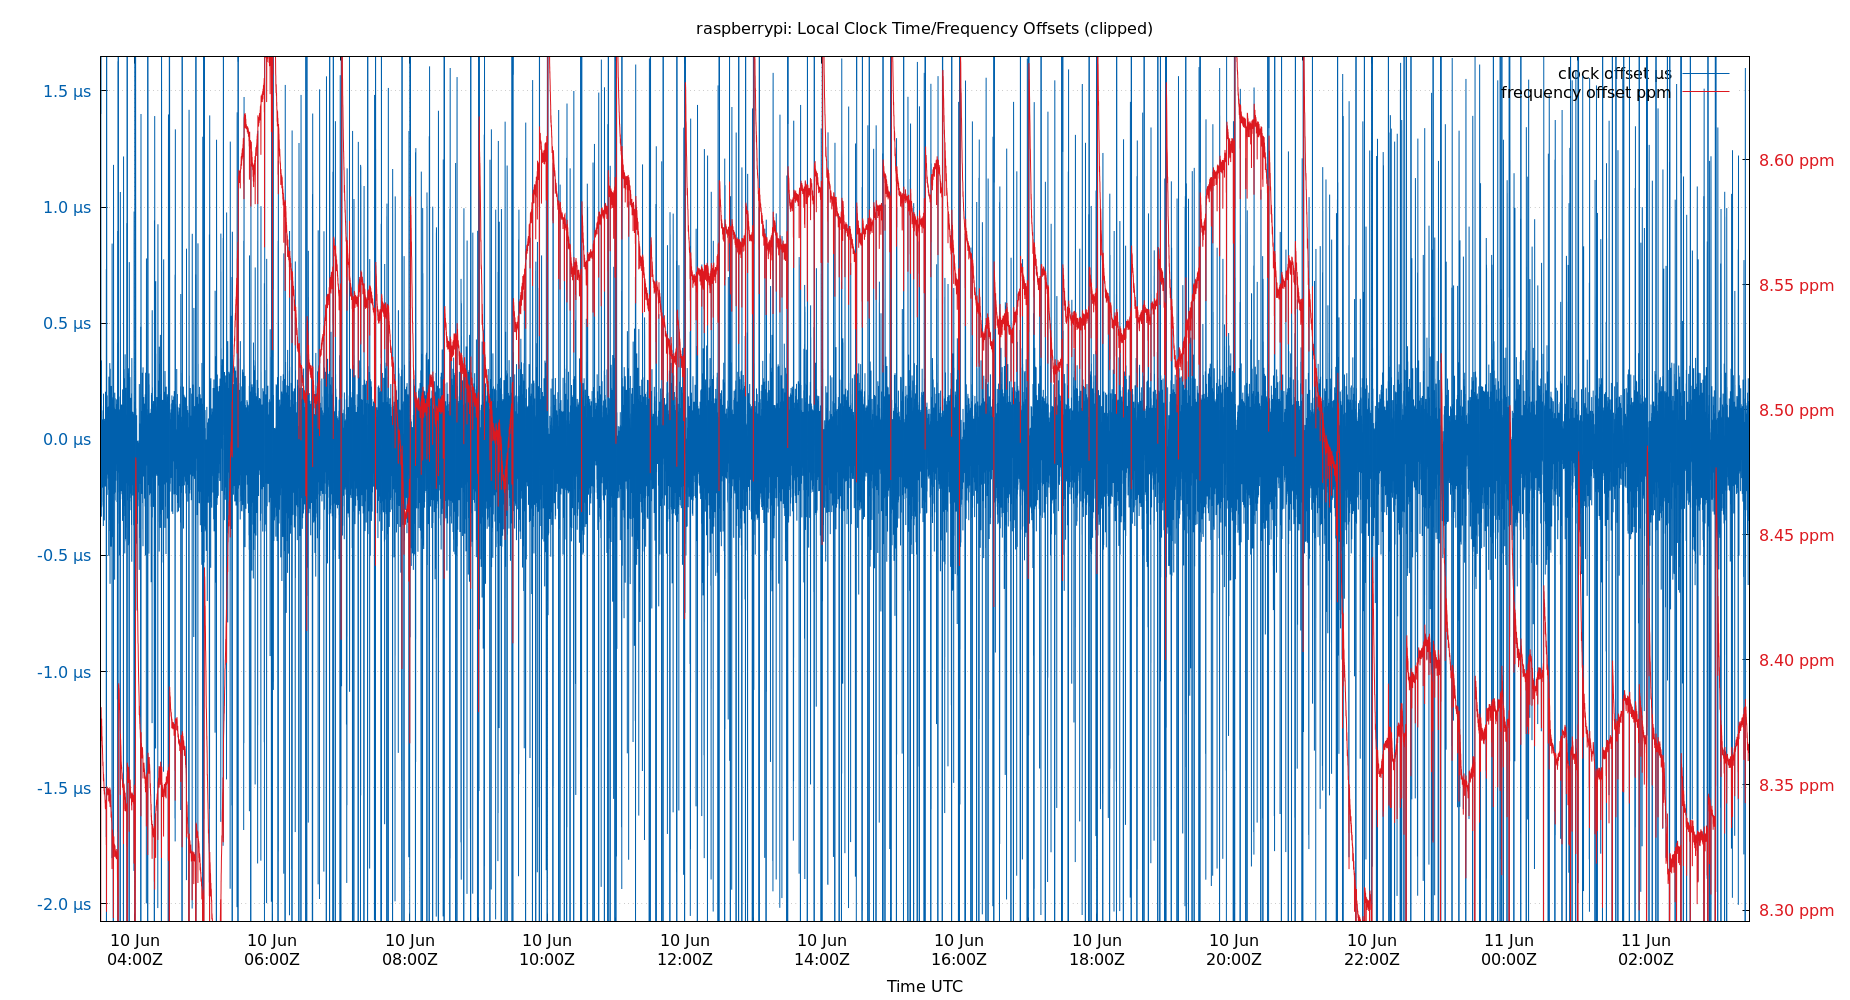 raspberrypi: Local Clock Time/Frequency Offsets (clipped)
clock offset µs
frequency offset ppm
1.5 µs
1.0 µs
0.5 µs
0.0 µs
-0.5 µs
-1.0 µs
-1.5 µs
-2.0 µs
8.60 ppm
8.55 ppm
8.50 ppm
8.45 ppm
8.40 ppm
8.35 ppm
8.30 ppm
10 Jun 10 Jun 10 Jun 10 Jun 10 Jun 10 Jun 10 Jun 10 Jun 10 Jun 10 Jun 11 Jun 11 Jun
04:00Z 06:00Z 08:00Z 10:00Z 12:00Z 14:00Z 16:00Z 18:00Z 20:00Z 22:00Z 00:00Z 02:00Z
Time UTC